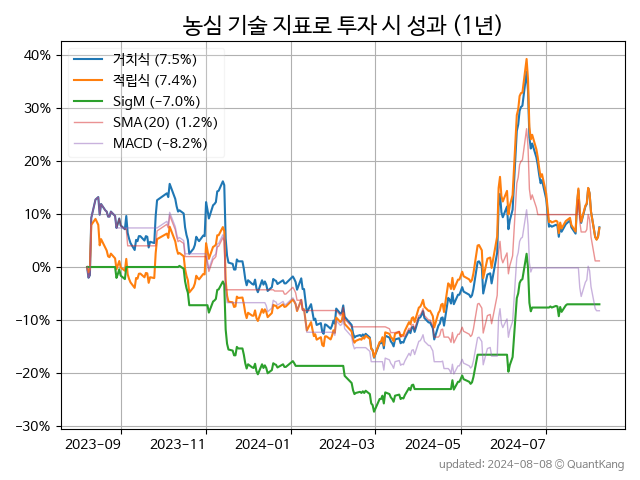 농심 기술 지표로 투자 시 성과 (1년)
거치식 (7.5%)
적립식 (7.4%)
SigM (-7.0%)
SMA(20) (1.2%)
MACD (-8.2%)
40%
30%
20%
10%
0%
-10%
-20%
-30%
2023-09 2023-11 2024-01 2024-03 2024-05 2024-07
updated: 2024-08-08 © QuantKang